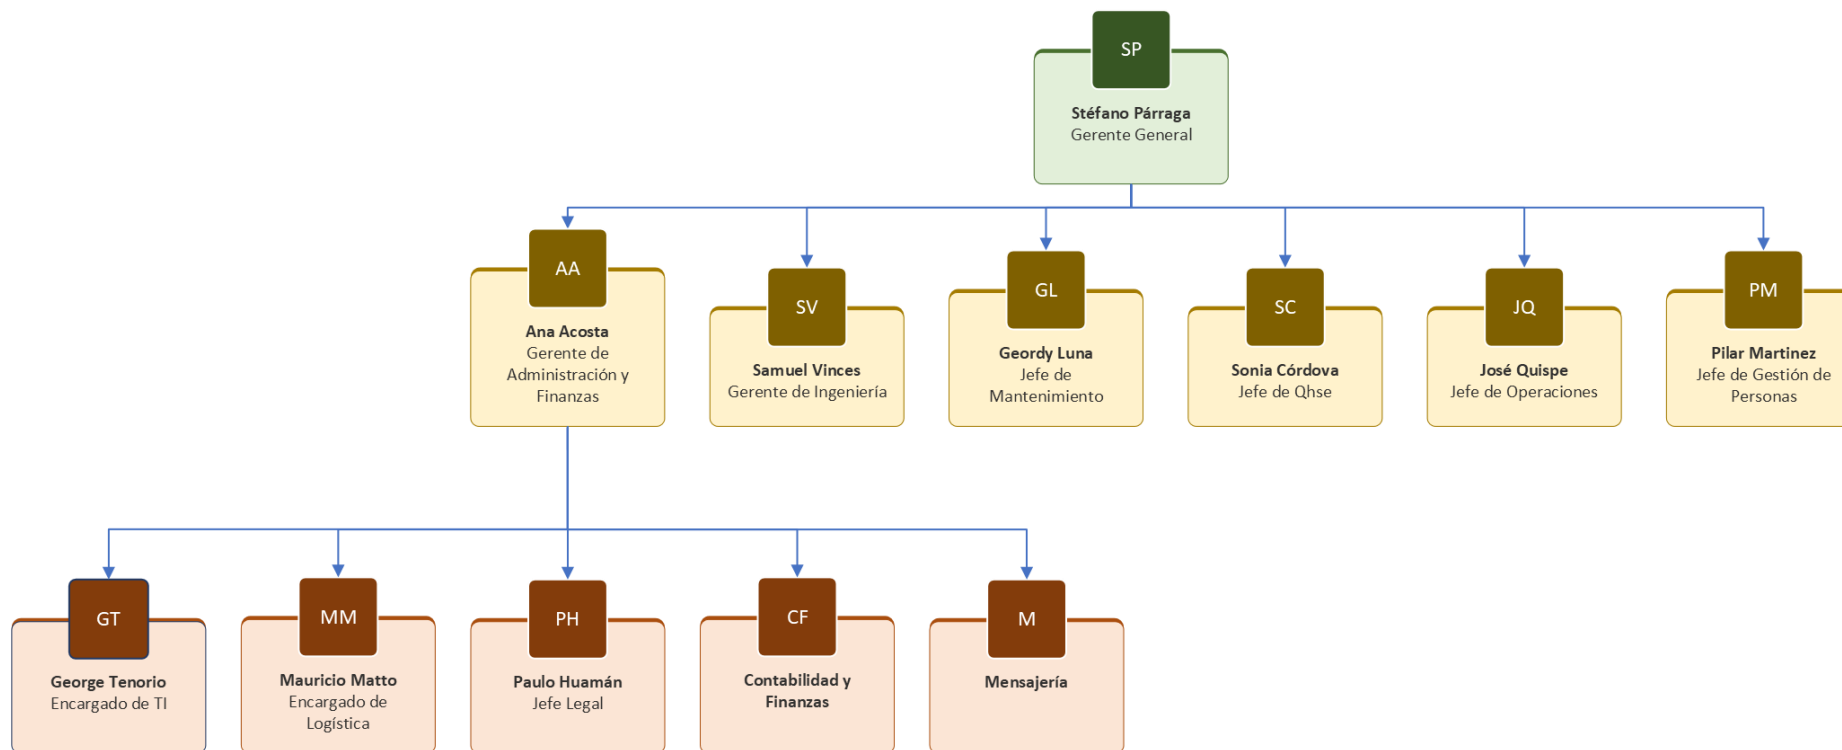 SP
Stéfano Párraga
Gerente General
AA
Ana Acosta
Gerente de
Administración y
Finanzas
SV
Samuel Vinces
Gerente de Ingeniería
GL
Geordy Luna
Jefe de
Mantenimiento
SC
Sonia Córdova
Jefe de Qhse
JQ
José Quispe
Jefe de Operaciones
PM
Pilar Martinez
Jefe de Gestión de
Personas
GT
George Tenorio
Encargado de TI
MM
Mauricio Matto
Encargado de
Logística
PH
Paulo Huamán
Jefe Legal
CF
Contabilidad y
Finanzas
M
Mensajería